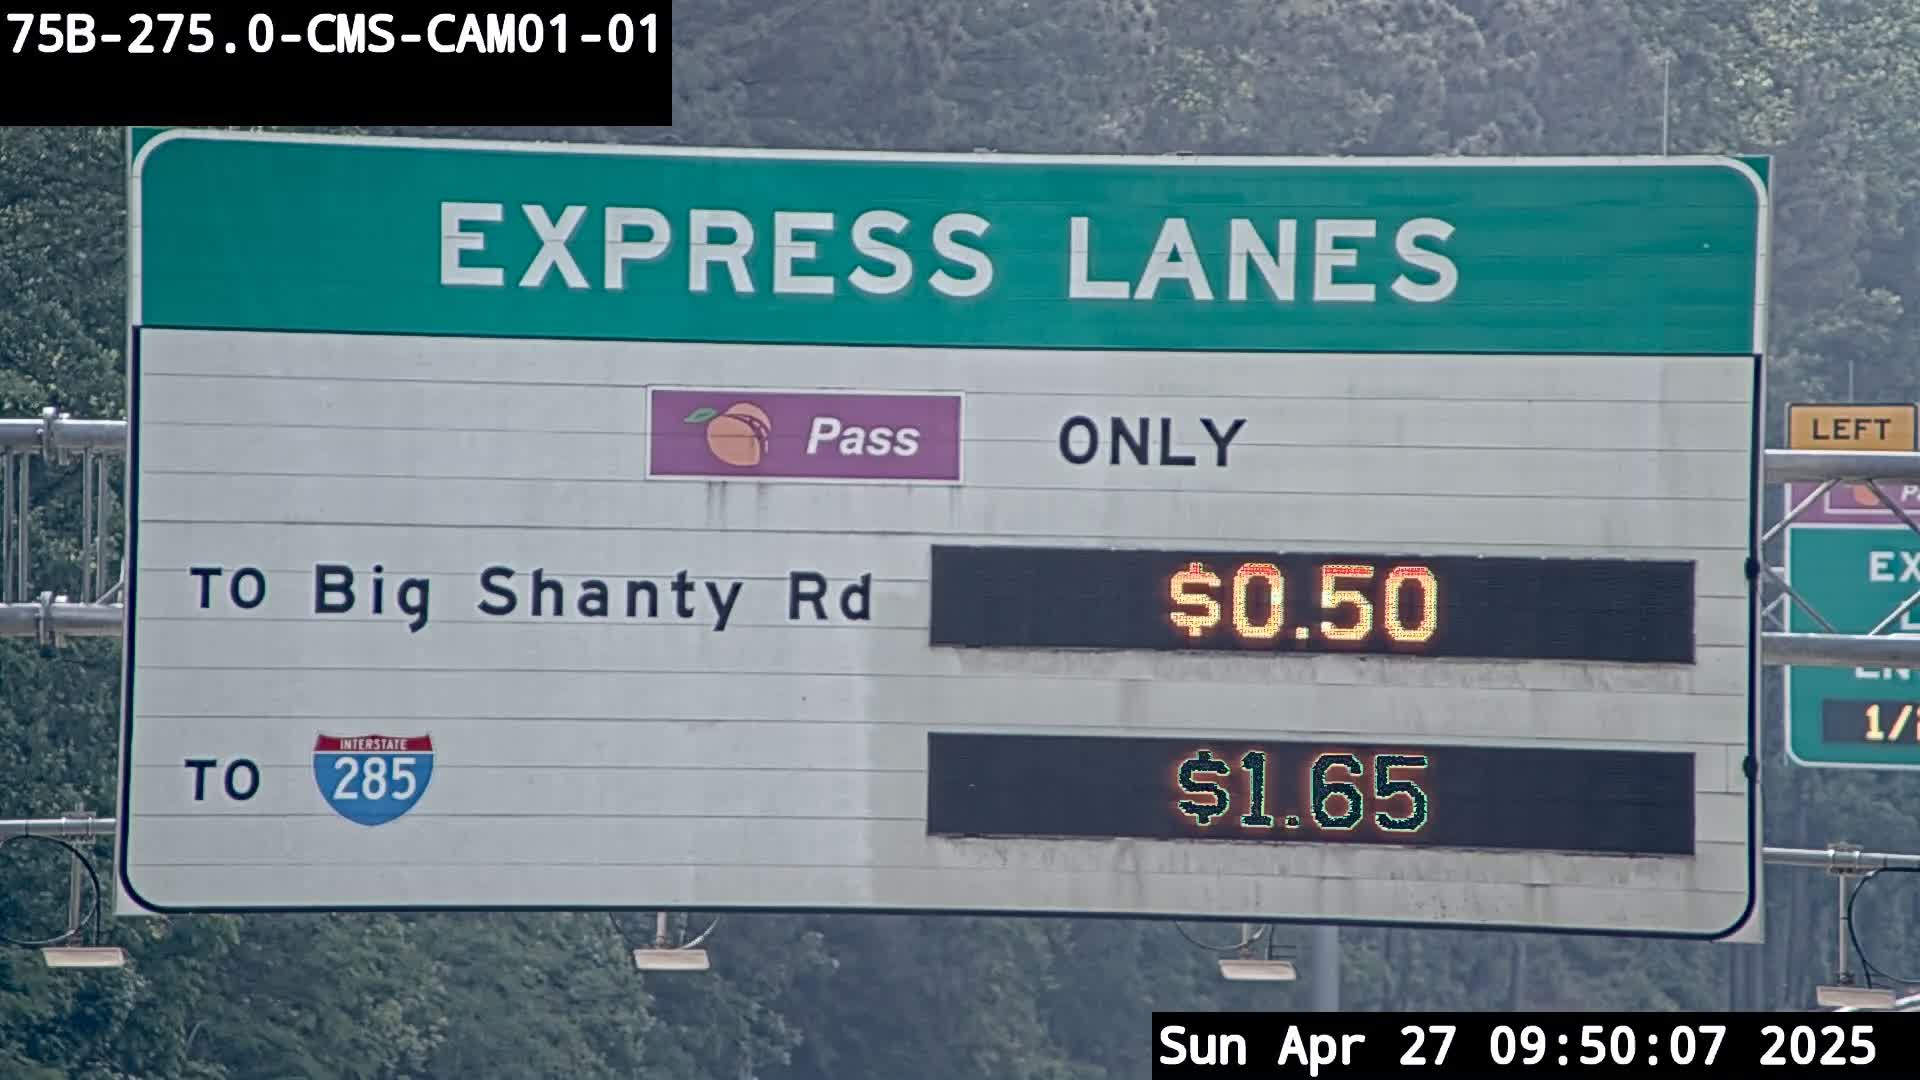 75B-275.0-CMS-CAM01-01
EXPRESS LANES
Pass ONLY
TO Big Shanty Rd $0.50
TO INTERSTATE 285 $1.65
LEFT
Sun Apr 27 09:50:07 2025